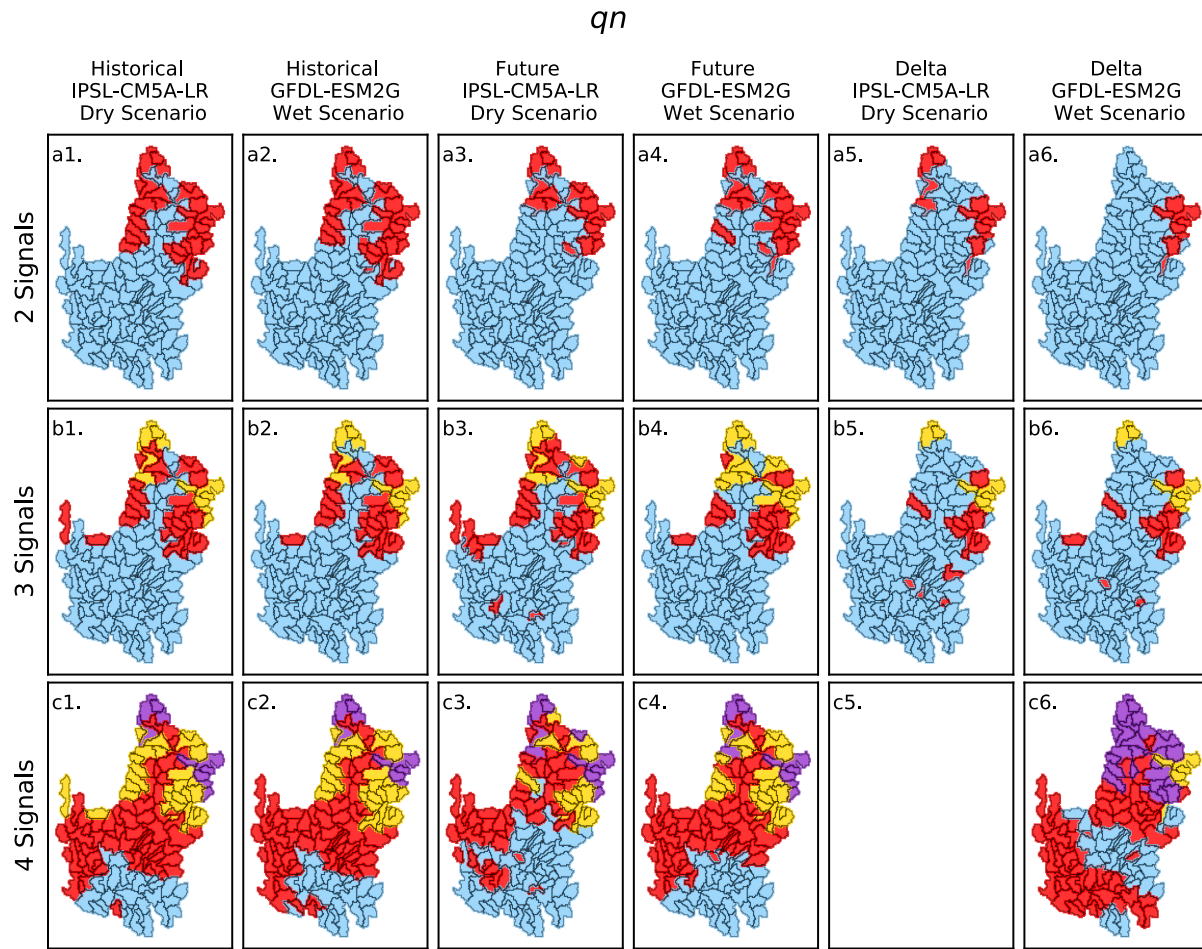 qn
Historical
IPSL-CM5A-LR
Dry Scenario
Historical
GFDL-ESM2G
Wet Scenario
Future
IPSL-CM5A-LR
Dry Scenario
Future
GFDL-ESM2G
Wet Scenario
Delta
IPSL-CM5A-LR
Dry Scenario
Delta
GFDL-ESM2G
Wet Scenario
2 Signals
a1.
a2.
a3.
a4.
a5.
a6.
3 Signals
b1.
b2.
b3.
b4.
b5.
b6.
4 Signals
c1.
c2.
c3.
c4.
c5.
c6.